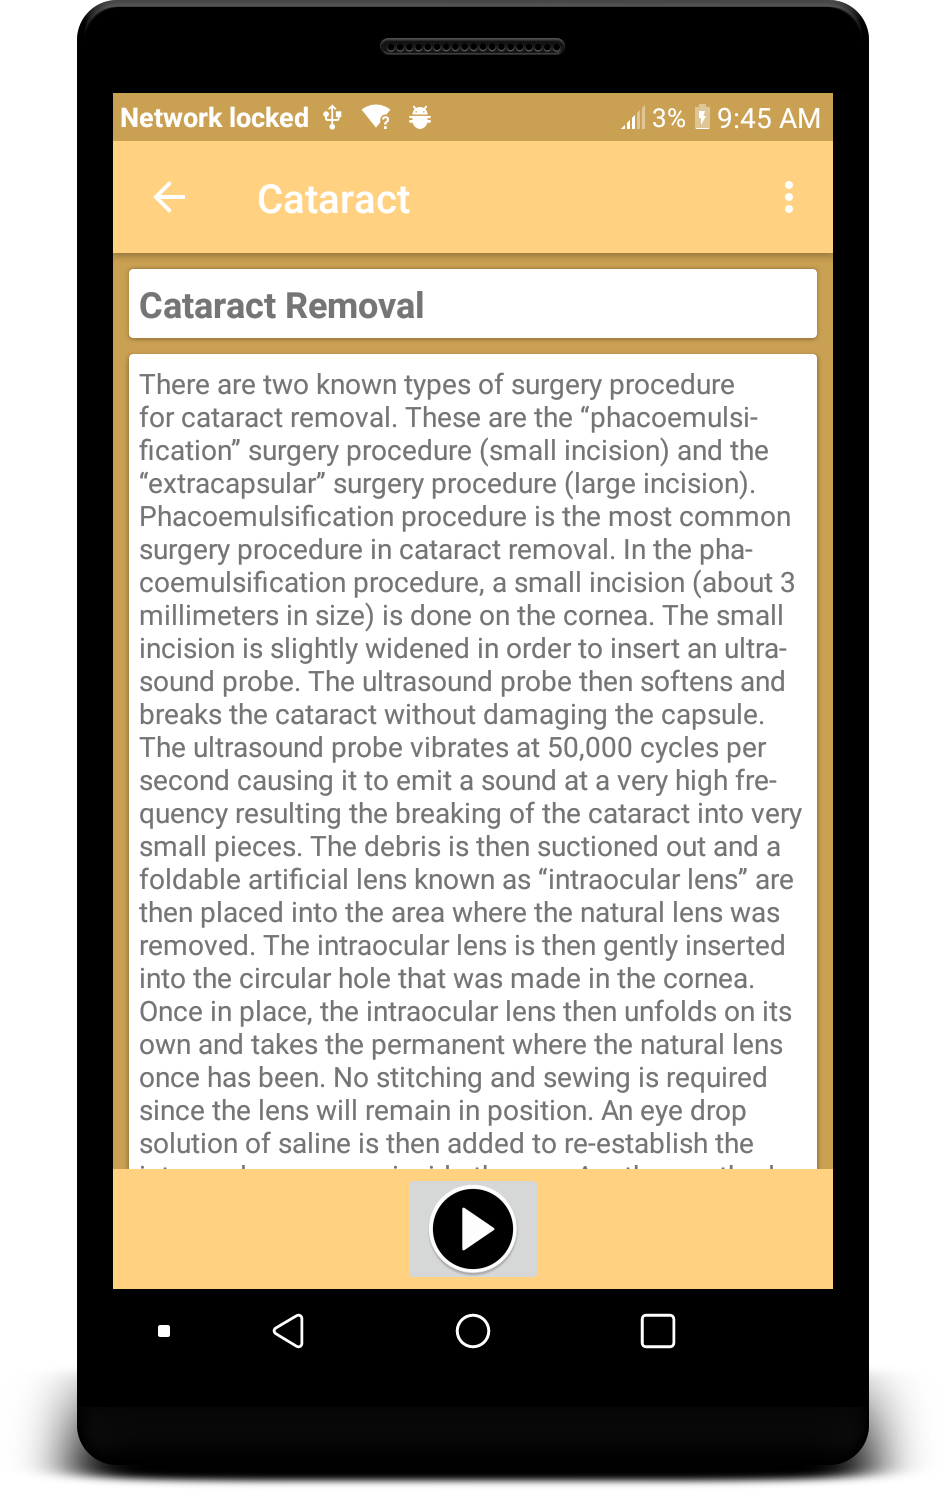 Network locked 3% 9:45 AM
Cataract
Cataract Removal
There are two known types of surgery procedure
for cataract removal. These are the “phacoemulsi-
fication” surgery procedure (small incision) and the
“extracapsular” surgery procedure (large incision).
Phacoemulsification procedure is the most common
surgery procedure in cataract removal. In the pha-
coemulsification procedure, a small incision (about 3
millimeters in size) is done on the cornea. The small
incision is slightly widened in order to insert an ultra-
sound probe. The ultrasound probe then softens and
breaks the cataract without damaging the capsule.
The ultrasound probe vibrates at 50,000 cycles per
second causing it to emit a sound at a very high fre-
quency resulting the breaking of the cataract into very
small pieces. The debris is then suctioned out and a
foldable artificial lens known as “intraocular lens” are
then placed into the area where the natural lens was
removed. The intraocular lens is then gently inserted
into the circular hole that was made in the cornea.
Once in place, the intraocular lens then unfolds on its
own and takes the permanent where the natural lens
once has been. No stitching and sewing is required
since the lens will remain in position. An eye drop
solution of saline is then added to re-establish the